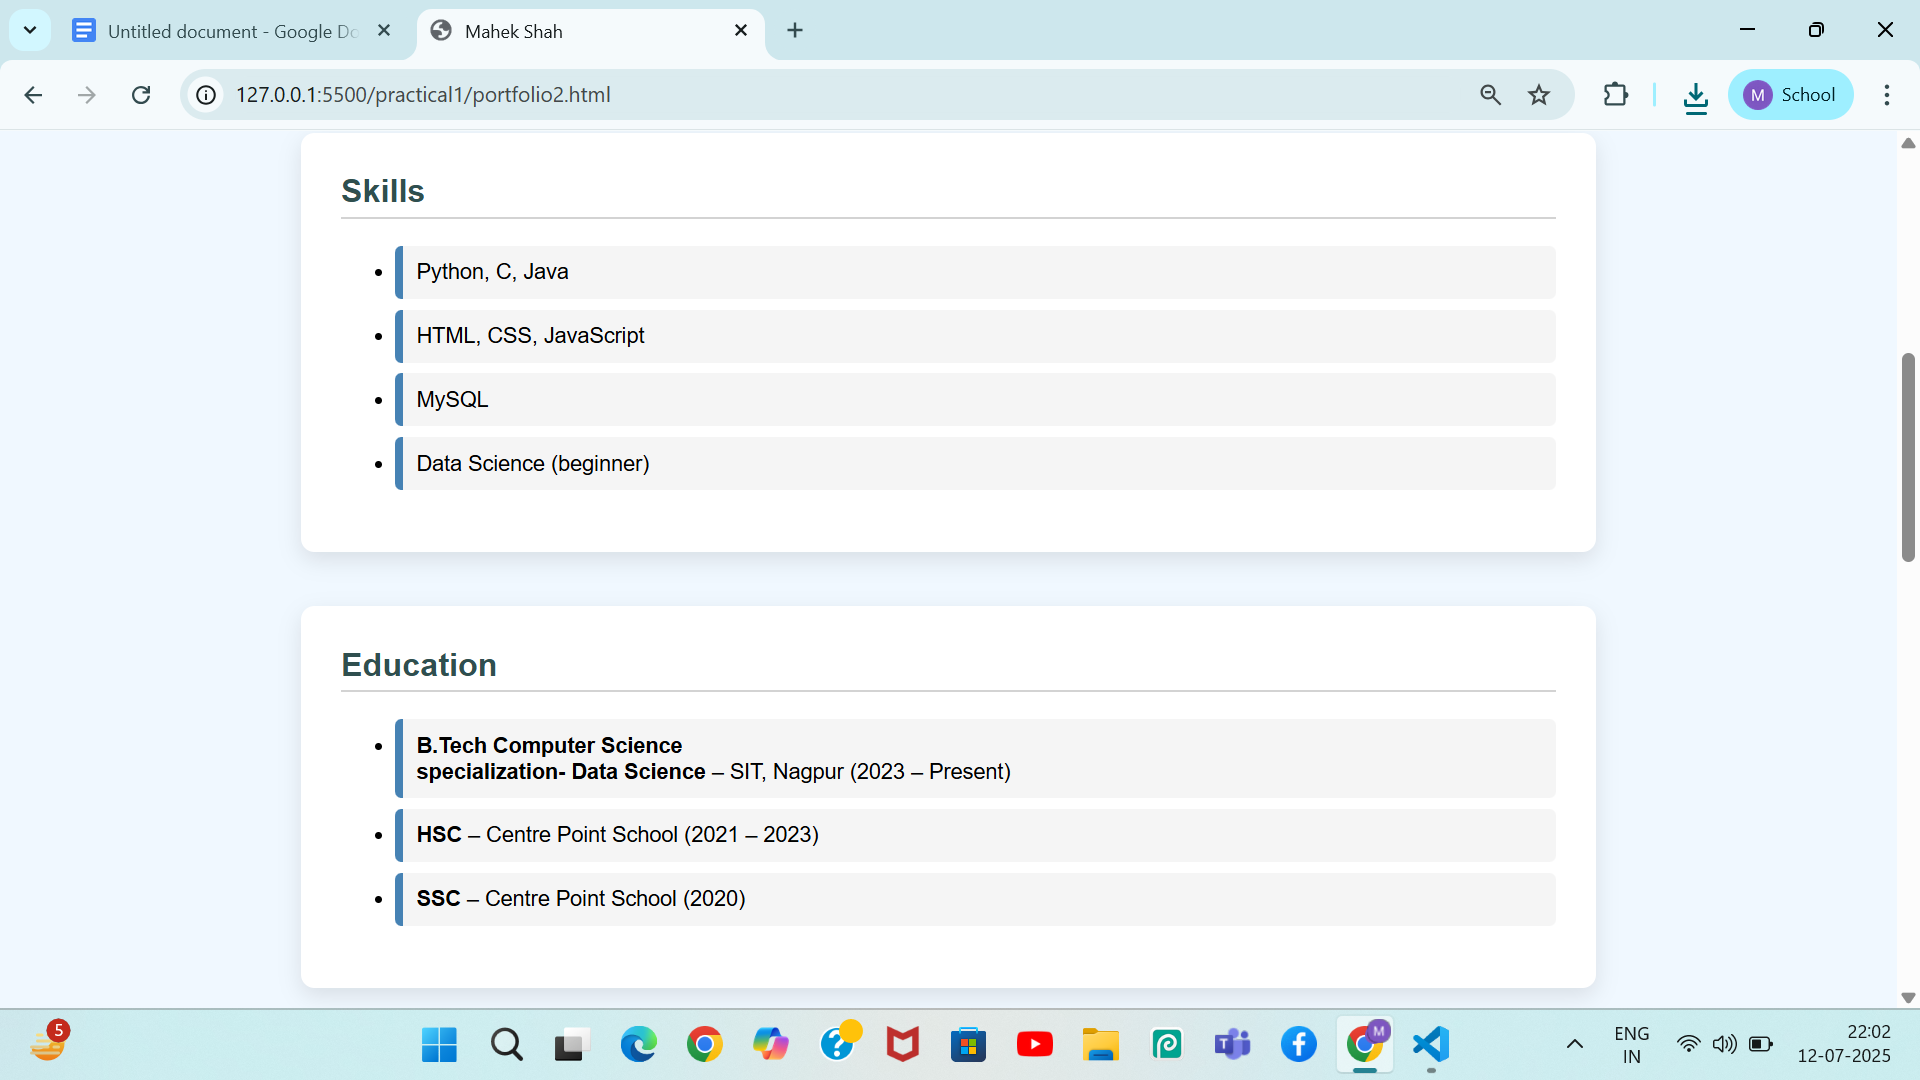 Untitled document - Google Do
Mahek Shah
127.0.0.1:5500/practical1/portfolio2.html
M
School
Skills
Python, C, Java
HTML, CSS, JavaScript
MySQL
Data Science (beginner)
Education
B.Tech Computer Science
specialization- Data Science – SIT, Nagpur (2023 – Present)
HSC – Centre Point School (2021 – 2023)
SSC – Centre Point School (2020)
5
M
ENG
IN
22:02
12-07-2025